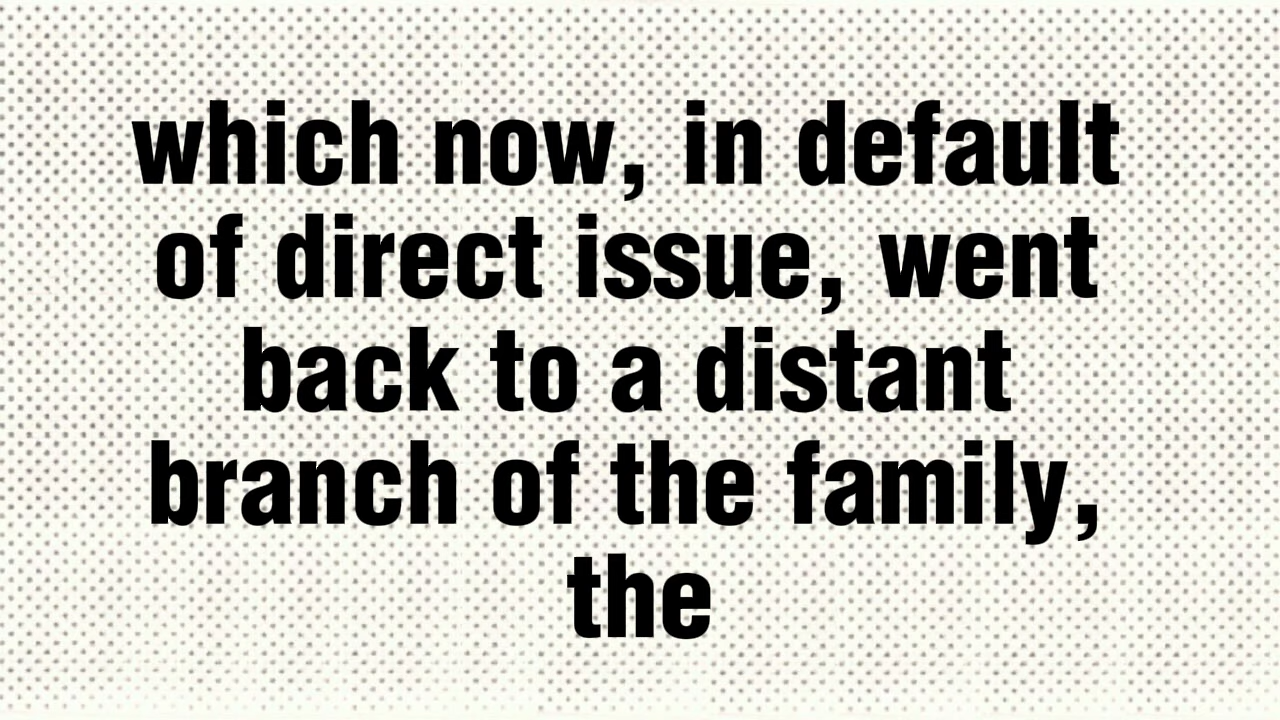 which now, in default
of direct issue, went
back to a distant
branch of the family,
the